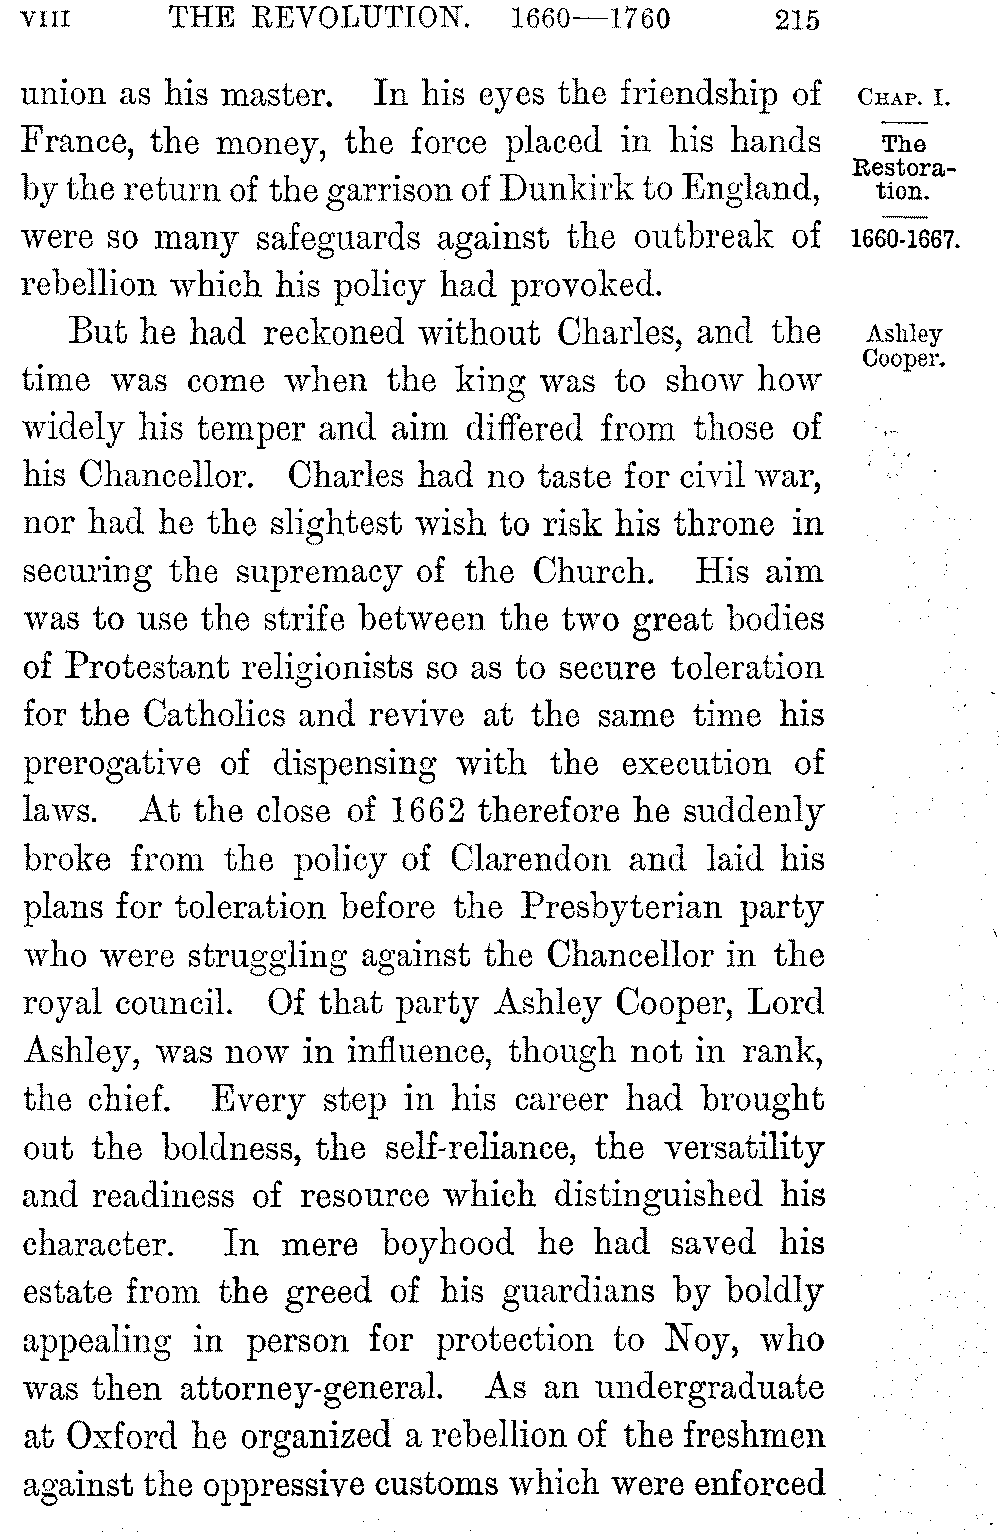 VIII THE REVOLUTION. 1660—1760 215
union as his master. In his eyes the friendship of
France, the money, the force placed in his hands
by the return of the garrison of Dunkirk to England,
were so many safeguards against the outbreak of
rebellion which his policy had provoked.
But he had reckoned without Charles, and the
time was come when the king was to show how
widely his temper and aim differed from those of
his Chancellor. Charles had no taste for civil war,
nor had he the slightest wish to risk his throne in
securing the supremacy of the Church. His aim
was to use the strife between the two great bodies
of Protestant religionists so as to secure toleration
for the Catholics and revive at the same time his
prerogative of dispensing with the execution of
laws. At the close of 1662 therefore he suddenly
broke from the policy of Clarendon and laid his
plans for toleration before the Presbyterian party
who were struggling against the Chancellor in the
royal council. Of that party Ashley Cooper, Lord
Ashley, was now in influence, though not in rank,
the chief. Every step in his career had brought
out the boldness, the self-reliance, the versatility
and readiness of resource which distinguished his
character. In mere boyhood he had saved his
estate from the greed of his guardians by boldly
appealing in person for protection to Noy, who
was then attorney-general. As an undergraduate
at Oxford he organized a rebellion of the freshmen
against the oppressive customs which were enforced
CHAP. I.
The
Restora-
tion.
1660-1667.
Ashley
Cooper.